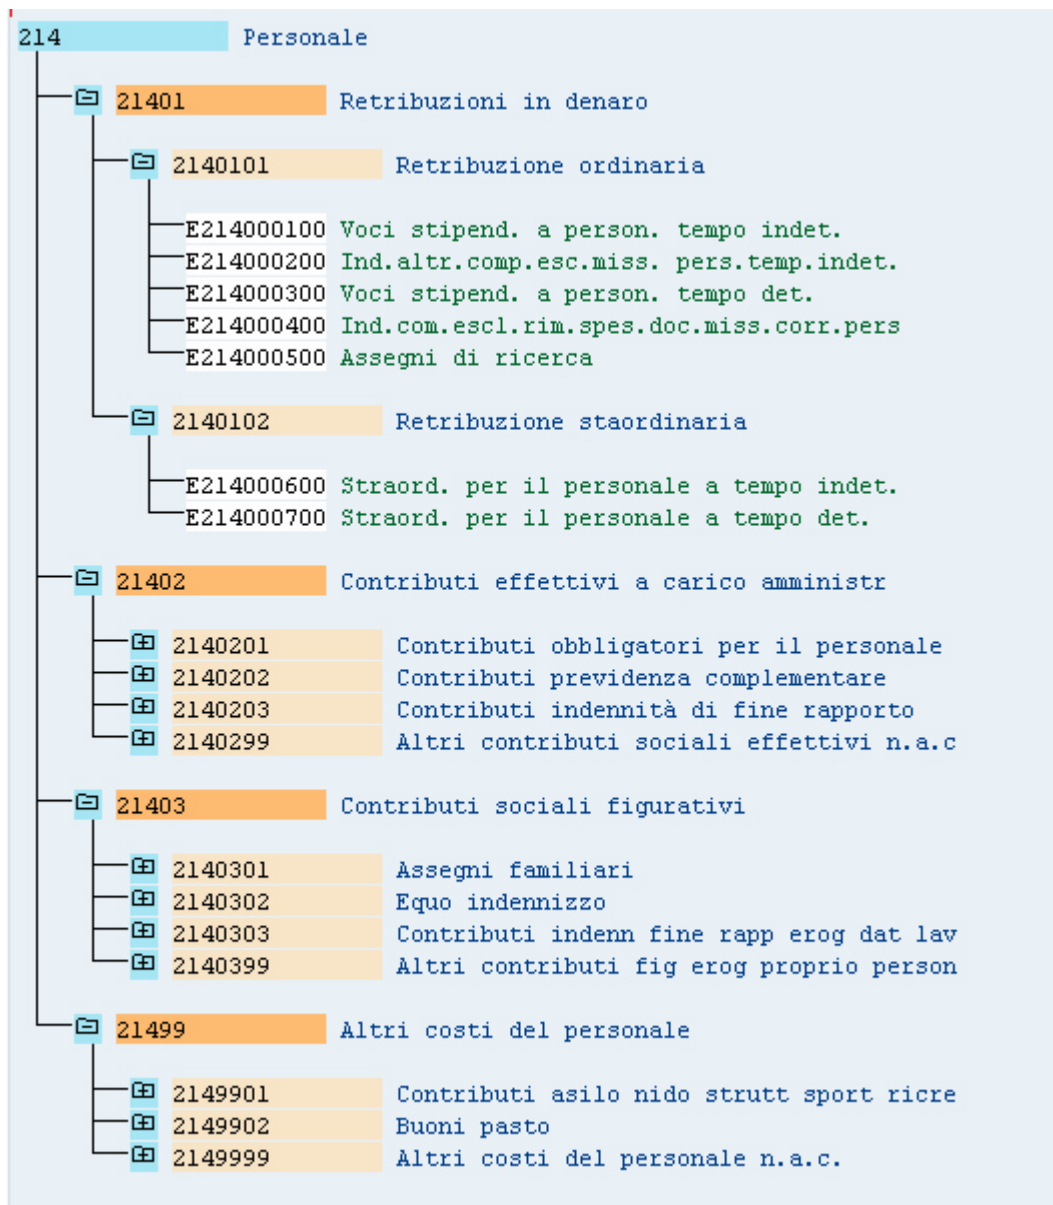 214 Personale
21401 Retribuzioni in denaro
2140101 Retribuzione ordinaria
E214000100 Voci stipend. a person. tempo indet.
E214000200 Ind.altr.comp.esc.miss. pers.temp.indet.
E214000300 Voci stipend. a person. tempo det.
E214000400 Ind.com.escl.rim.spes.doc.miss.corr.pers
E214000500 Assegni di ricerca
2140102 Retribuzione staordinaria
E214000600 Straord. per il personale a tempo indet.
E214000700 Straord. per il personale a tempo det.
21402 Contributi effettivi a carico amministr
2140201 Contributi obbligatori per il personale
2140202 Contributi previdenza complementare
2140203 Contributi indennità di fine rapporto
2140299 Altri contributi sociali effettivi n.a.c
21403 Contributi sociali figurativi
2140301 Assegni familiari
2140302 Equo indennizzo
2140303 Contributi indenn fine rapp erog dat lav
2140399 Altri contributi fig erog proprio person
21499 Altri costi del personale
2149901 Contributi asilo nido strutt sport ricre
2149902 Buoni pasto
2149999 Altri costi del personale n.a.c.